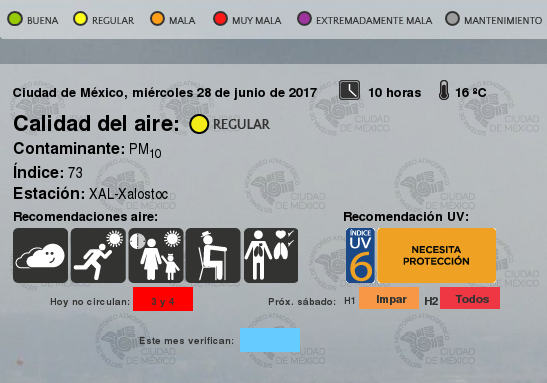 BUENA REGULAR MALA MUY MALA EXTREMADAMENTE MALA MANTENIMIENTO
Ciudad de México, miércoles 28 de junio de 2017 10 horas 16 ºC
Calidad del aire: REGULAR
Contaminante: PM10
Índice: 73
Estación: XAL-Xalostoc
Recomendaciones aire: Recomendación UV:
ÍNDICE
UV
6
NECESITA
PROTECCIÓN
Hoy no circulan: 3 y 4 Próx. sábado: H1 Impar H2 Todos
Este mes verifican:
CIUDAD
DE MÉXICO